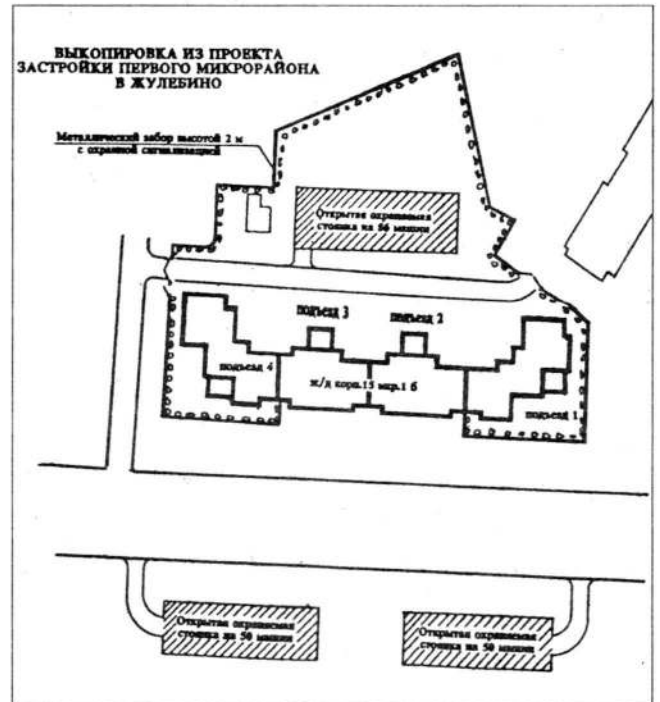 ВЫКОПИРОВКА ИЗ ПРОЕКТА
ЗАСТРОЙКИ ПЕРВОГО МИКРОРАЙОНА
В ЖУЛЕБИНО
Металлический забор высотой 2 м
с охранной сигнализацией
Открытая охраняемая
стоянка на 56 машин
подъезд 3
подъезд 2
подъезд 4
ж/д корп.15 мкр.1 б
подъезд 1
Открытая охраняемая
стоянка на 50 машин
Открытая охраняемая
стоянка на 50 машин